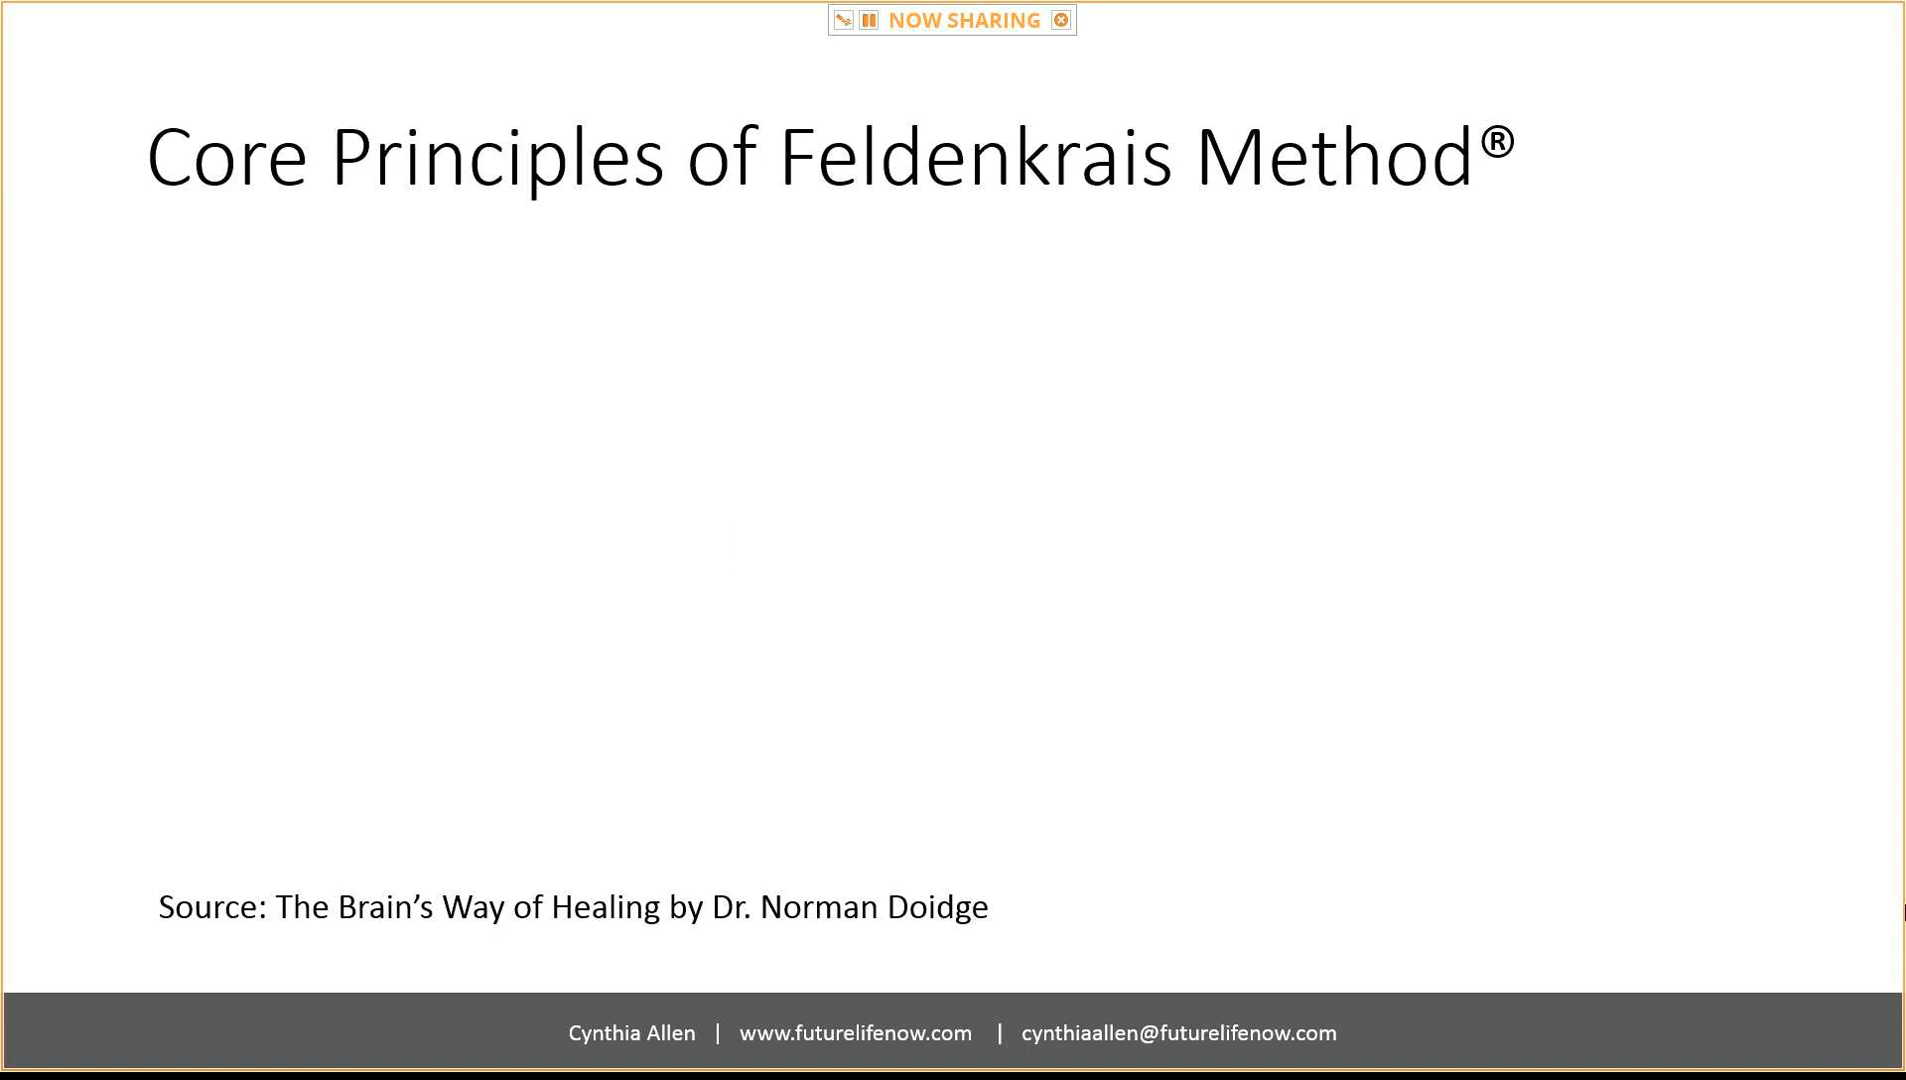 NOW SHARING
Core Principles of Feldenkrais Method®
Source: The Brain’s Way of Healing by Dr. Norman Doidge
Cynthia Allen | www.futurelifenow.com | cynthiaallen@futurelifenow.com